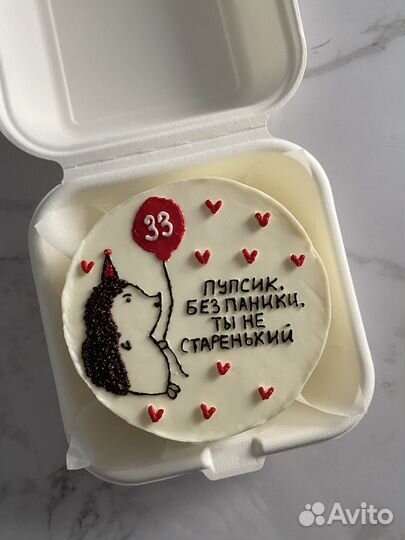 33
ПУПСИК,
БЕЗ ПАНИКИ,
ТЫ НЕ
СТАРЕНЬКИЙ
Avito